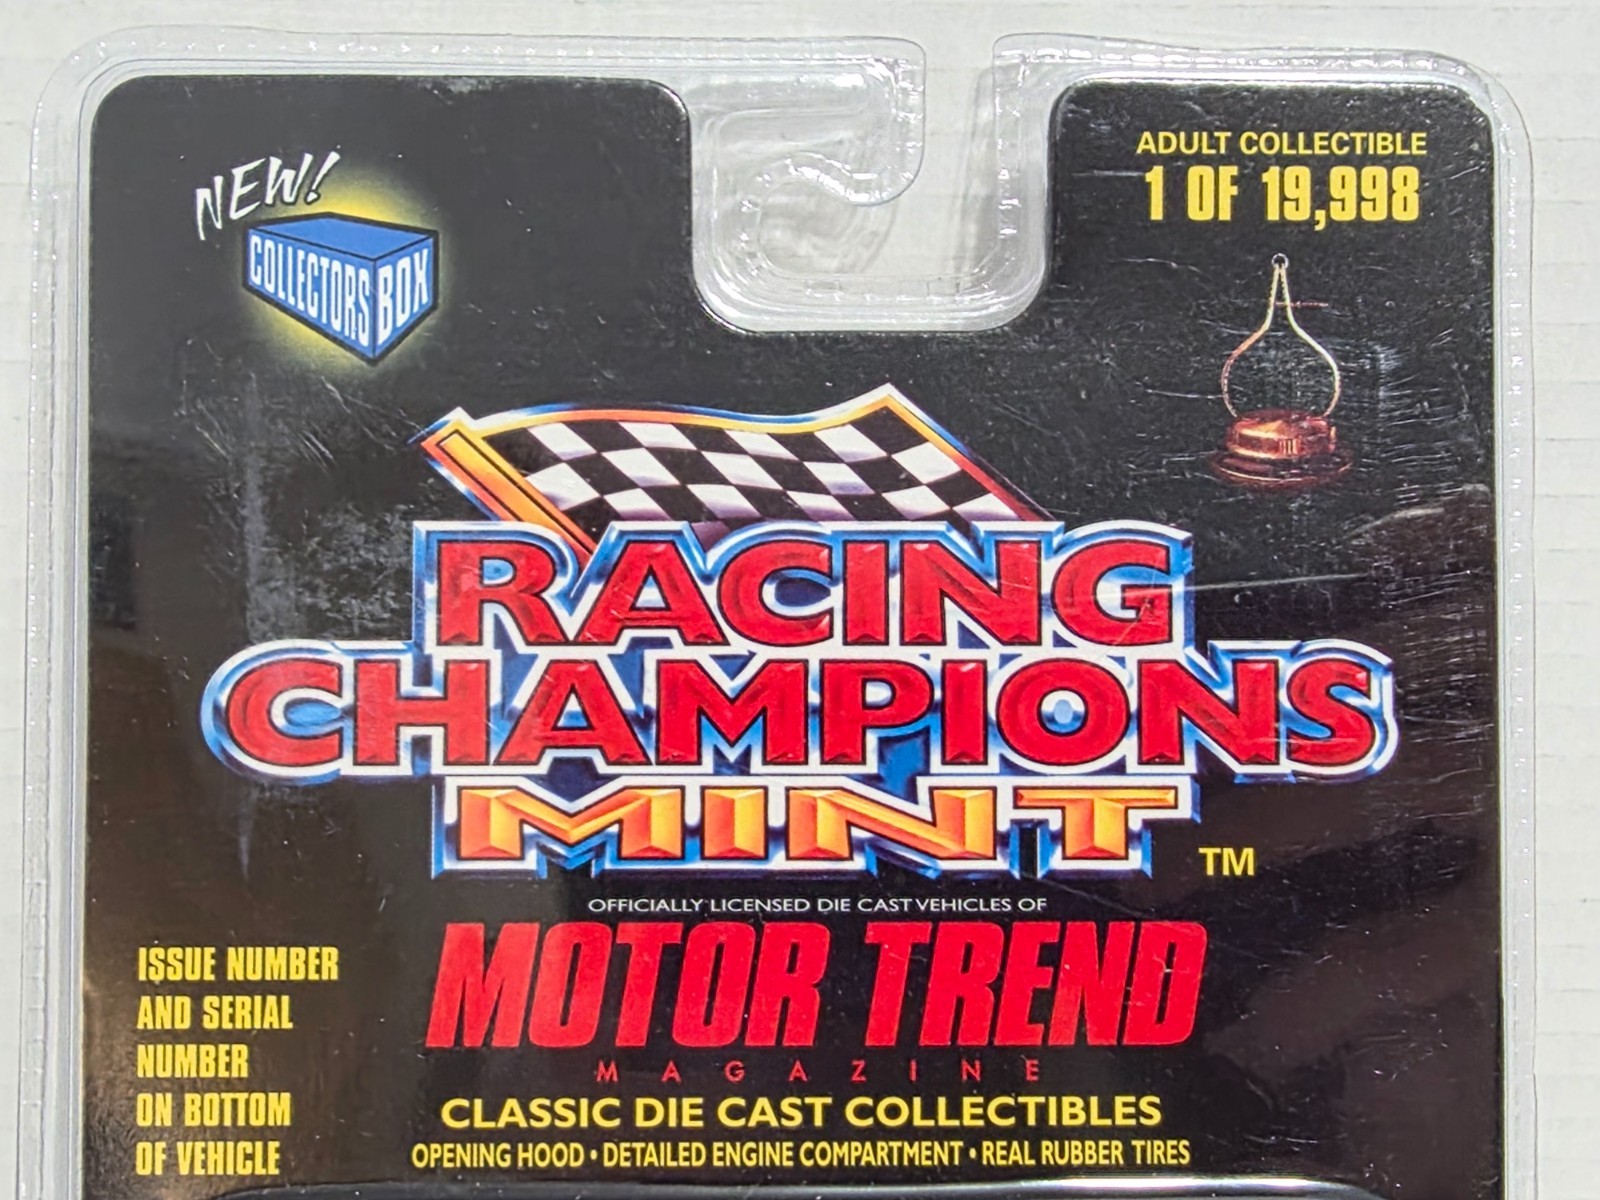 NEW!
COLLECTORS BOX
ADULT COLLECTIBLE
1 OF 19,998
RACING
CHAMPIONS
MINT
TM
OFFICIALLY LICENSED DIE CAST VEHICLES OF
MOTOR TREND
MAGAZINE
CLASSIC DIE CAST COLLECTIBLES
OPENING HOOD • DETAILED ENGINE COMPARTMENT • REAL RUBBER TIRES
ISSUE NUMBER
AND SERIAL
NUMBER
ON BOTTOM
OF VEHICLE